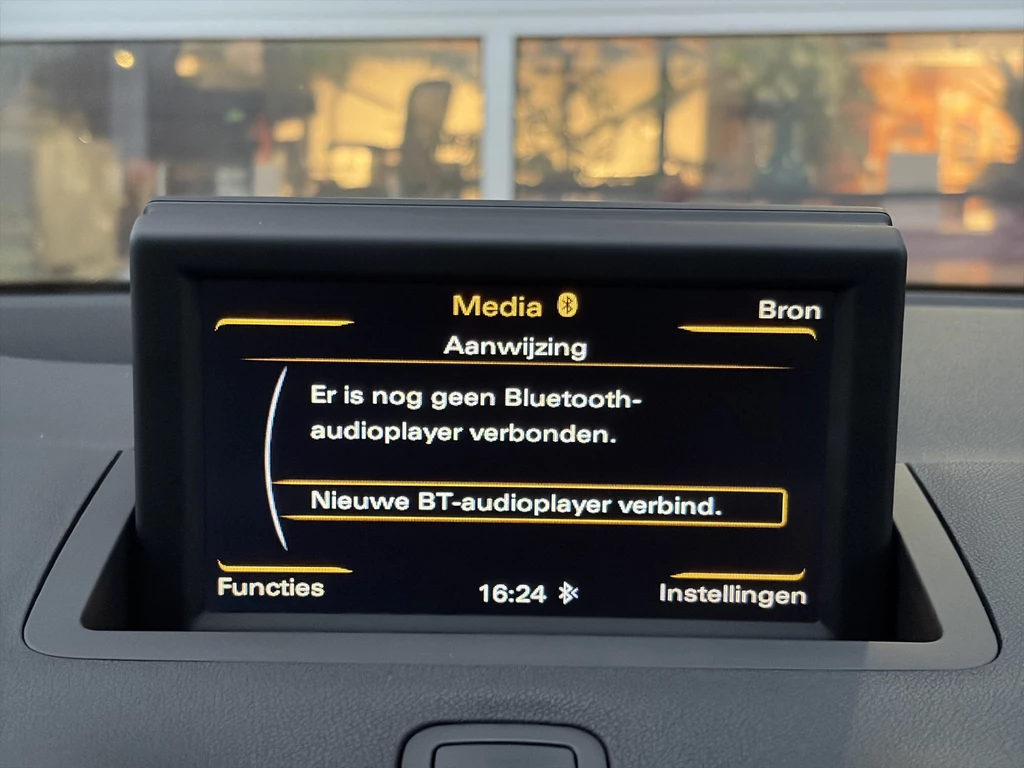 Media
Bron
Aanwijzing
Er is nog geen Bluetooth-
audioplayer verbonden.
Nieuwe BT-audioplayer verbind.
Functies
16:24
Instellingen